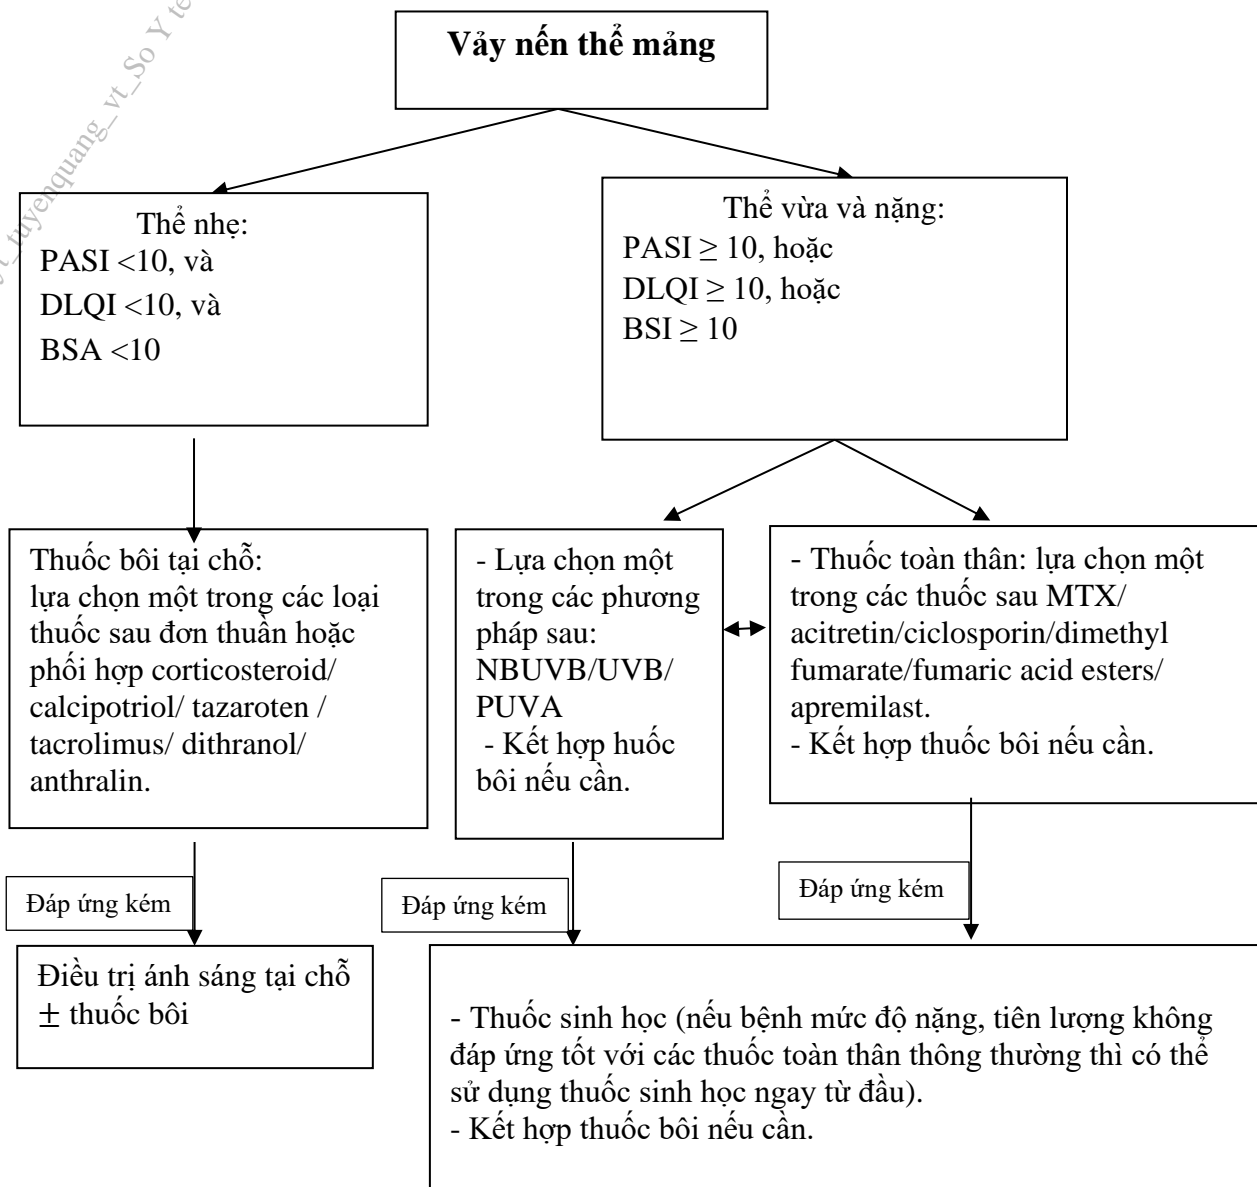 Vảy nến thể mảng
Thể nhẹ:
PASI <10, và
DLQI <10, và
BSA <10
Thể vừa và nặng:
PASI ≥ 10, hoặc
DLQI ≥ 10, hoặc
BSI ≥ 10
Thuốc bôi tại chỗ:
lựa chọn một trong các loại
thuốc sau đơn thuần hoặc
phối hợp corticosteroid/
calcipotriol/ tazaroten /
tacrolimus/ dithranol/
anthralin.
- Lựa chọn một
trong các phương
pháp sau:
NBUVB/UVB/
PUVA
- Kết hợp huốc
bôi nếu cần.
- Thuốc toàn thân: lựa chọn một
trong các thuốc sau MTX/
acitretin/ciclosporin/dimethyl
fumarate/fumaric acid esters/
apremilast.
- Kết hợp thuốc bôi nếu cần.
Đáp ứng kém
Đáp ứng kém
Đáp ứng kém
Điều trị ánh sáng tại chỗ
± thuốc bôi
- Thuốc sinh học (nếu bệnh mức độ nặng, tiên lượng không
đáp ứng tốt với các thuốc toàn thân thông thường thì có thể
sử dụng thuốc sinh học ngay từ đầu).
- Kết hợp thuốc bôi nếu cần.
tuyenquang_vt_So Y te